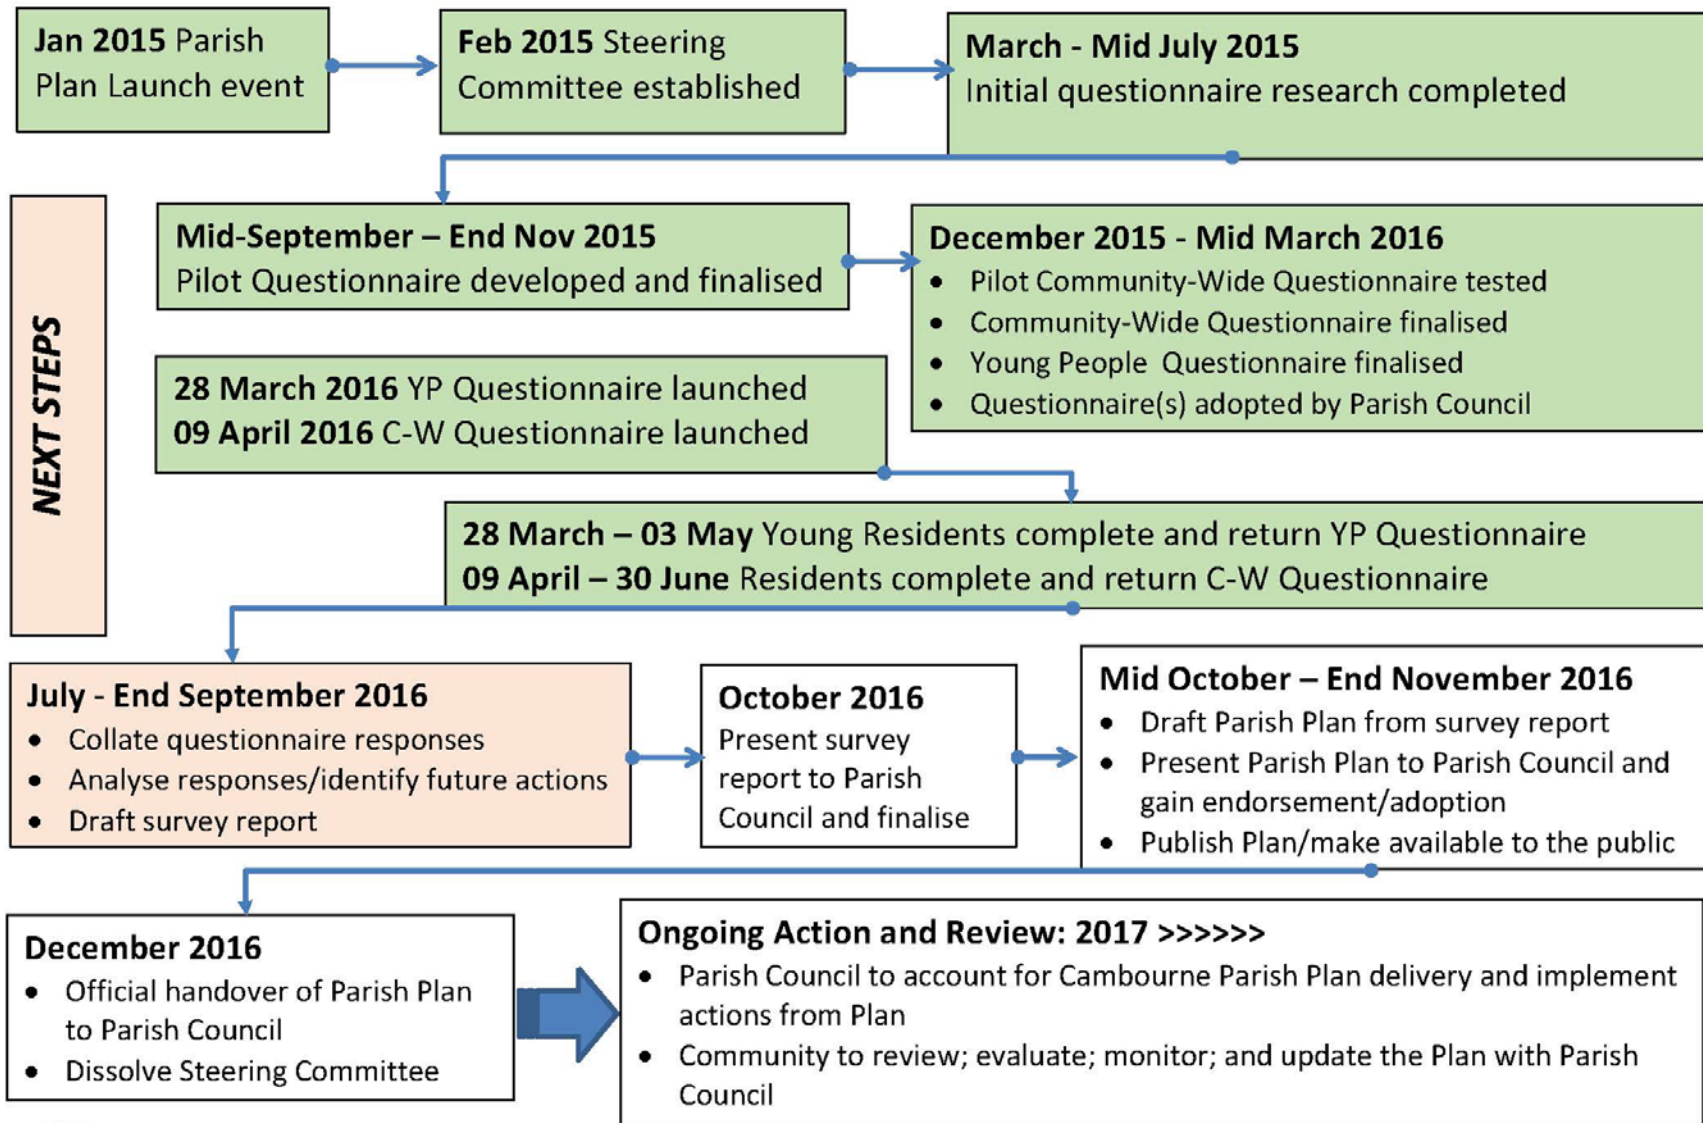 Jan 2015 Parish
Plan Launch event
Feb 2015 Steering
Committee established
March - Mid July 2015
Initial questionnaire research completed
NEXT STEPS
Mid-September – End Nov 2015
Pilot Questionnaire developed and finalised
December 2015 - Mid March 2016
• Pilot Community-Wide Questionnaire tested
• Community-Wide Questionnaire finalised
• Young People Questionnaire finalised
• Questionnaire(s) adopted by Parish Council
28 March 2016 YP Questionnaire launched
09 April 2016 C-W Questionnaire launched
28 March – 03 May Young Residents complete and return YP Questionnaire
09 April – 30 June Residents complete and return C-W Questionnaire
July - End September 2016
• Collate questionnaire responses
• Analyse responses/identify future actions
• Draft survey report
October 2016
Present survey
report to Parish
Council and finalise
Mid October – End November 2016
• Draft Parish Plan from survey report
• Present Parish Plan to Parish Council and
gain endorsement/adoption
• Publish Plan/make available to the public
December 2016
• Official handover of Parish Plan
to Parish Council
• Dissolve Steering Committee
Ongoing Action and Review: 2017 >>>>>>
• Parish Council to account for Cambourne Parish Plan delivery and implement
actions from Plan
• Community to review; evaluate; monitor; and update the Plan with Parish
Council